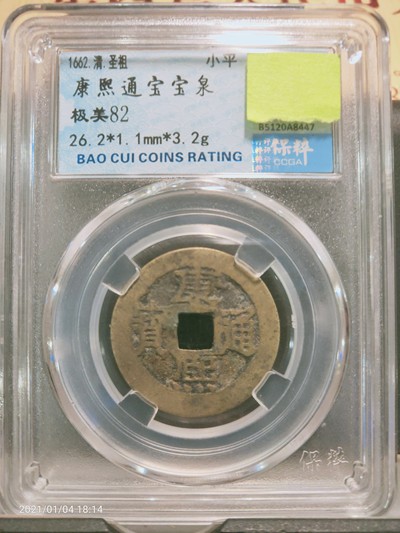 1662.清.圣祖 小平
康熙通宝宝泉
极美82
B5120A8447
26.2*1.1mm*3.2g
保粹
CCGA
BAO CUI COINS RATING
康熙通寶
保粹
2021/01/04 18:14